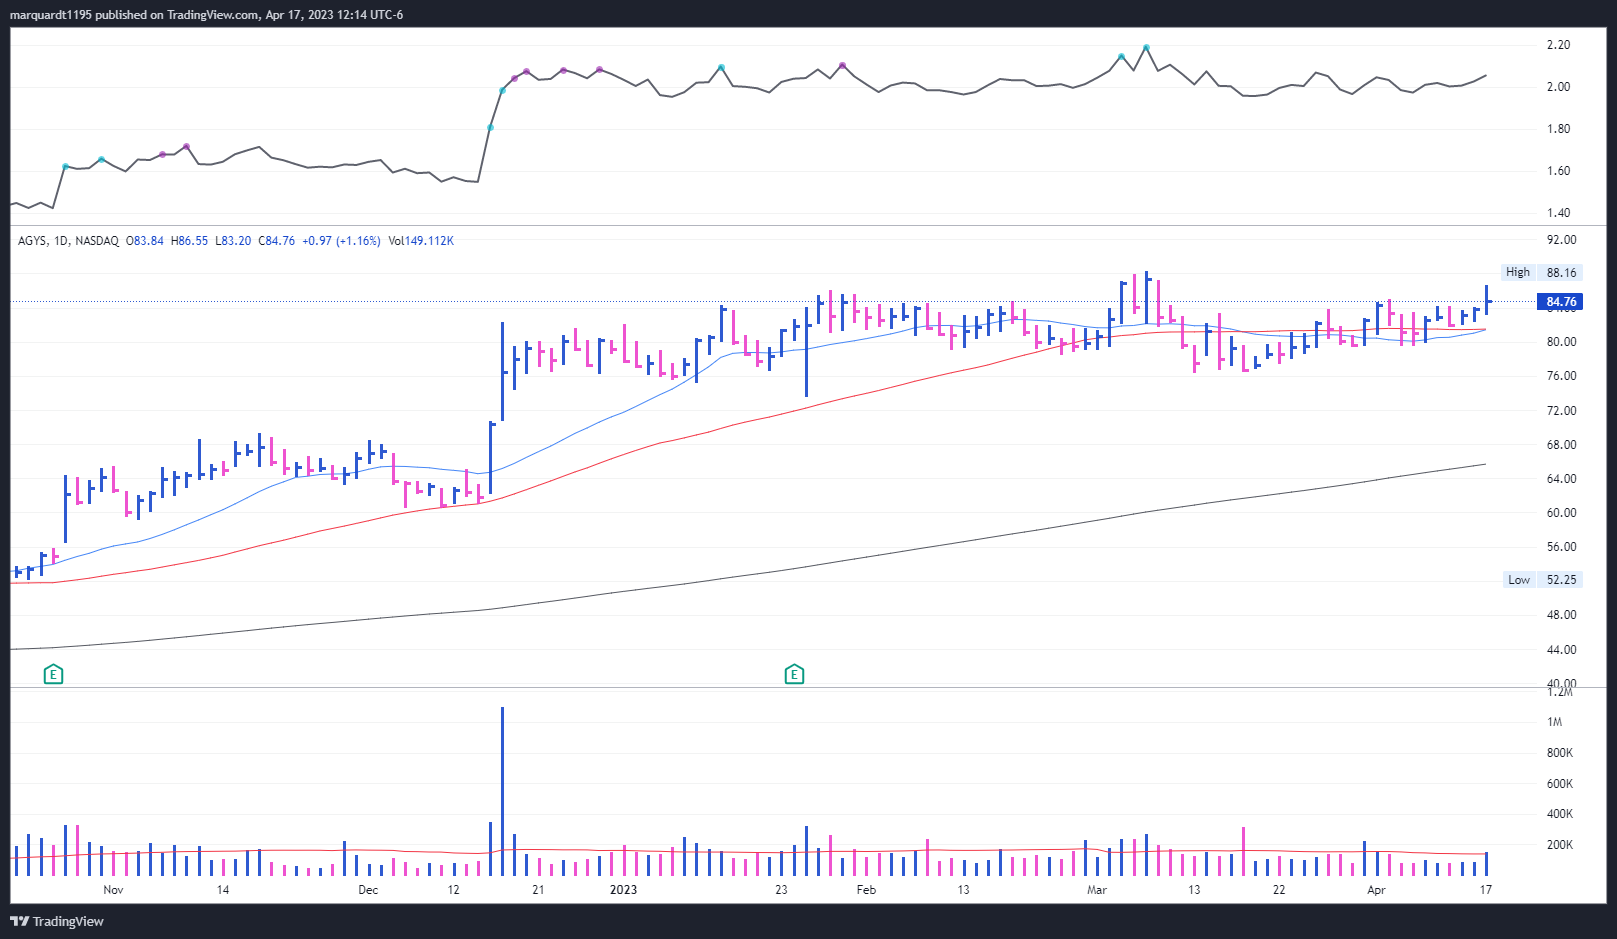 marquardt1195 published on TradingView.com, Apr 17, 2023 12:14 UTC-6
2.20
2.00
1.80
1.60
1.40
AGYS, 1D, NASDAQ O83.84 H86.55 L83.20 C84.76 +0.97 (+1.16%) Vol149.112K
92.00
High 88.16
84.76
84.00
80.00
76.00
72.00
68.00
64.00
60.00
56.00
Low 52.25
48.00
44.00
E E
40.00
1.2M
1M
800K
600K
400K
200K
Nov 14 Dec 12 21 2023 23 Feb 13 Mar 13 22 Apr 17
TradingView